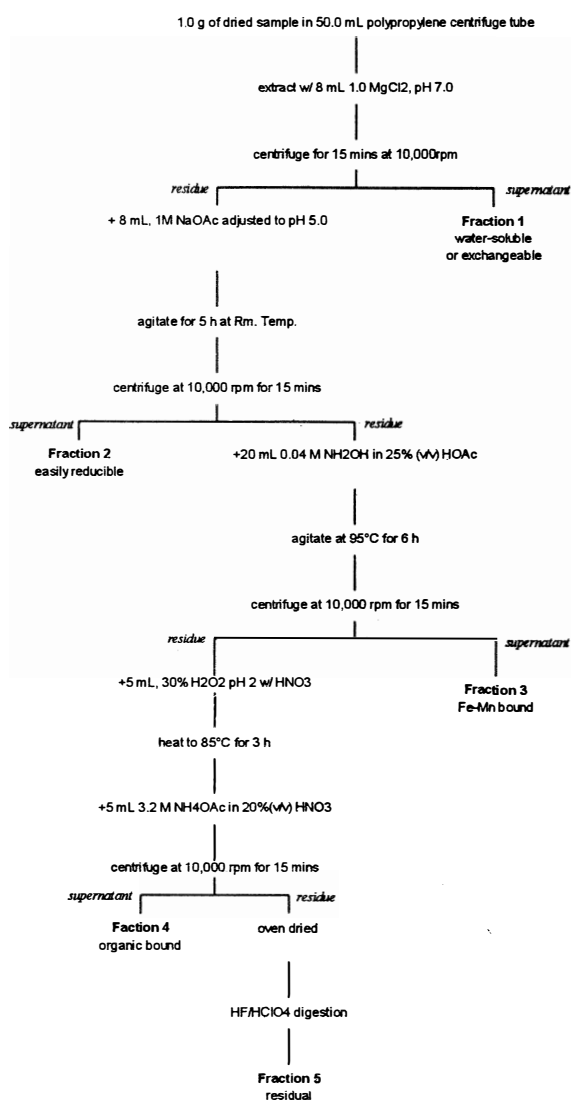 1.0 g of dried sample in 50.0 mL polypropylene centrifuge tube
extract w/ 8 mL 1.0 MgCl2, pH 7.0
centrifuge for 15 mins at 10,000rpm
residue
supernatant
+ 8 mL, 1M NaOAc adjusted to pH 5.0
Fraction 1
water-soluble
or exchangeable
agitate for 5 h at Rm. Temp.
centrifuge at 10,000 rpm for 15 mins
supernatant
residue
Fraction 2
easily reducible
+20 mL 0.04 M NH2OH in 25% (v/v) HOAc
agitate at 95°C for 6 h
centrifuge at 10,000 rpm for 15 mins
residue
supernatant
+5 mL, 30% H2O2 pH 2 w/ HNO3
Fraction 3
Fe-Mn bound
heat to 85°C for 3 h
+5 mL 3.2 M NH4OAc in 20%(v/v) HNO3
centrifuge at 10,000 rpm for 15 mins
supernatant
residue
Faction 4
organic bound
oven dried
HF/HClO4 digestion
Fraction 5
residual